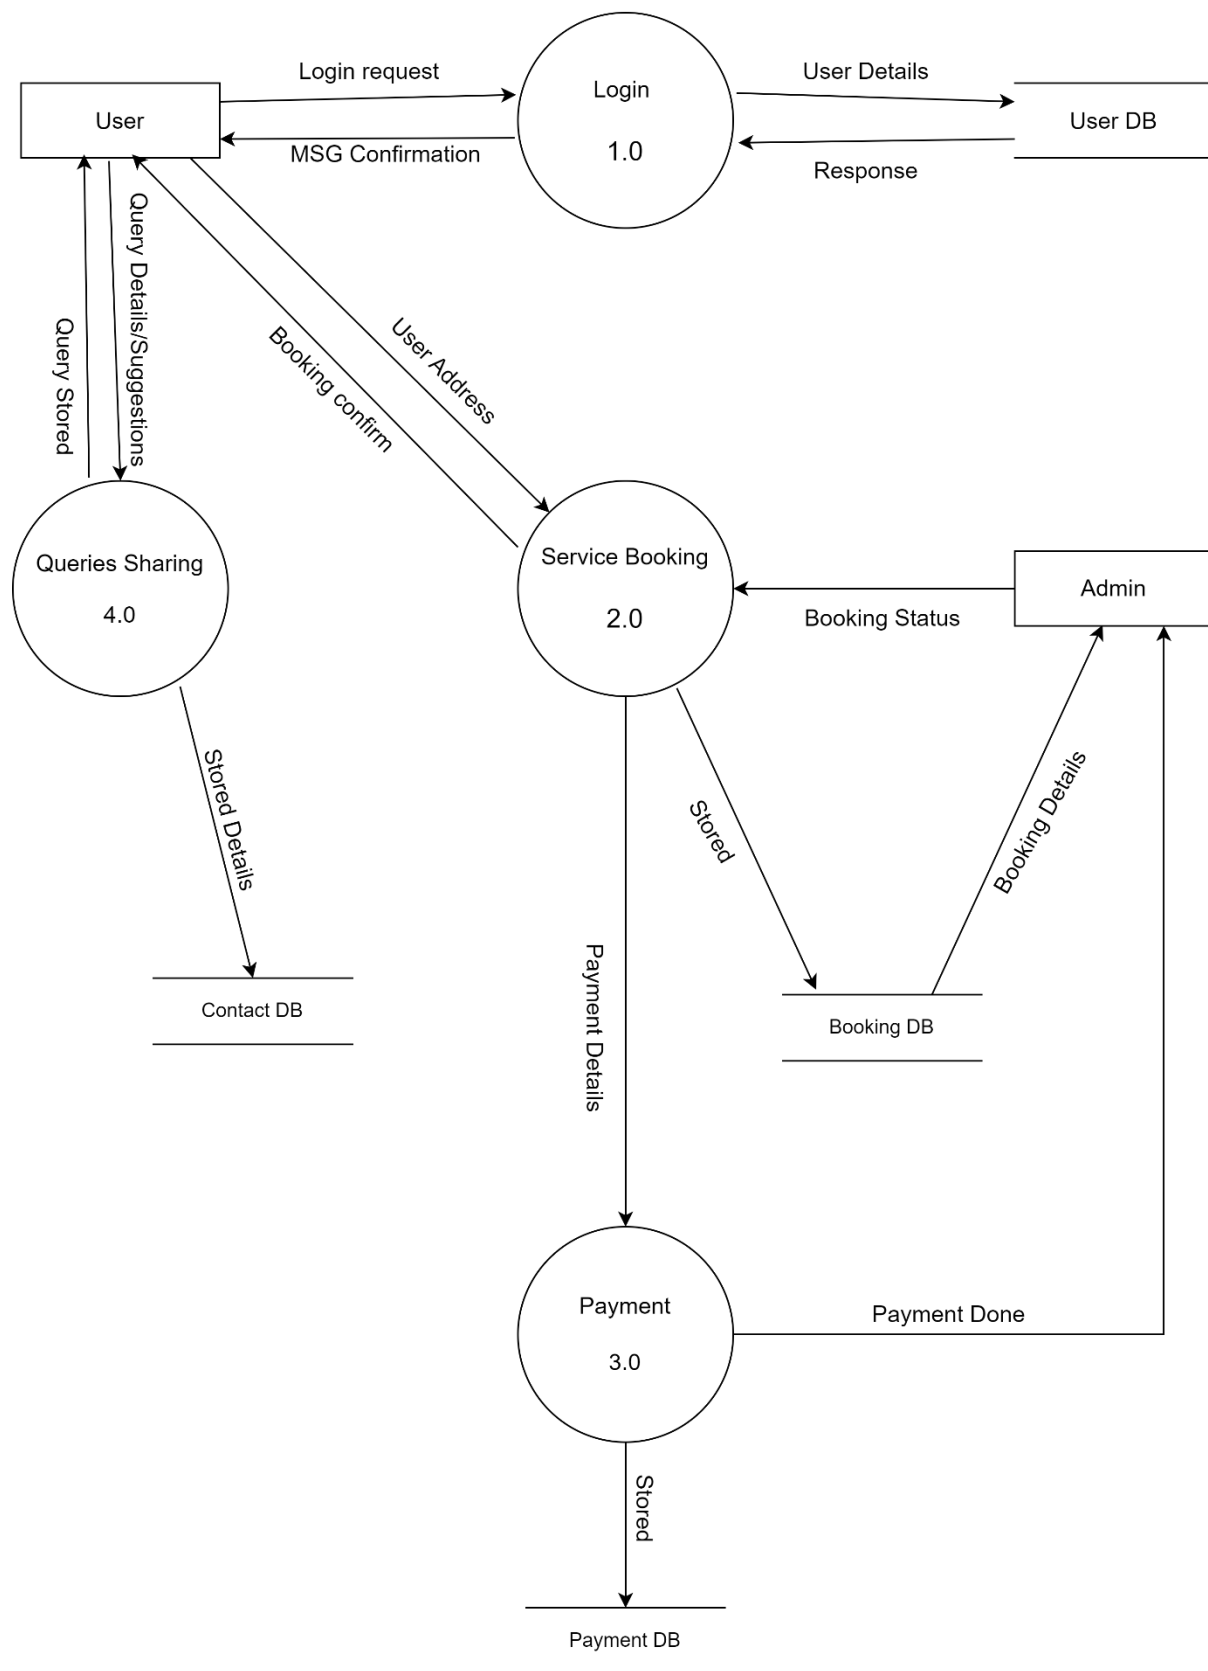 Login request
User Details
Login
User
User DB
1.0
MSG Confirmation
Response
Query Details/Suggestions
Query Stored
User Address
Booking confirm
Queries Sharing
4.0
Service Booking
2.0
Admin
Booking Status
Stored Details
Stored
Booking Details
Payment Details
Contact DB
Booking DB
Payment
3.0
Payment Done
Stored
Payment DB